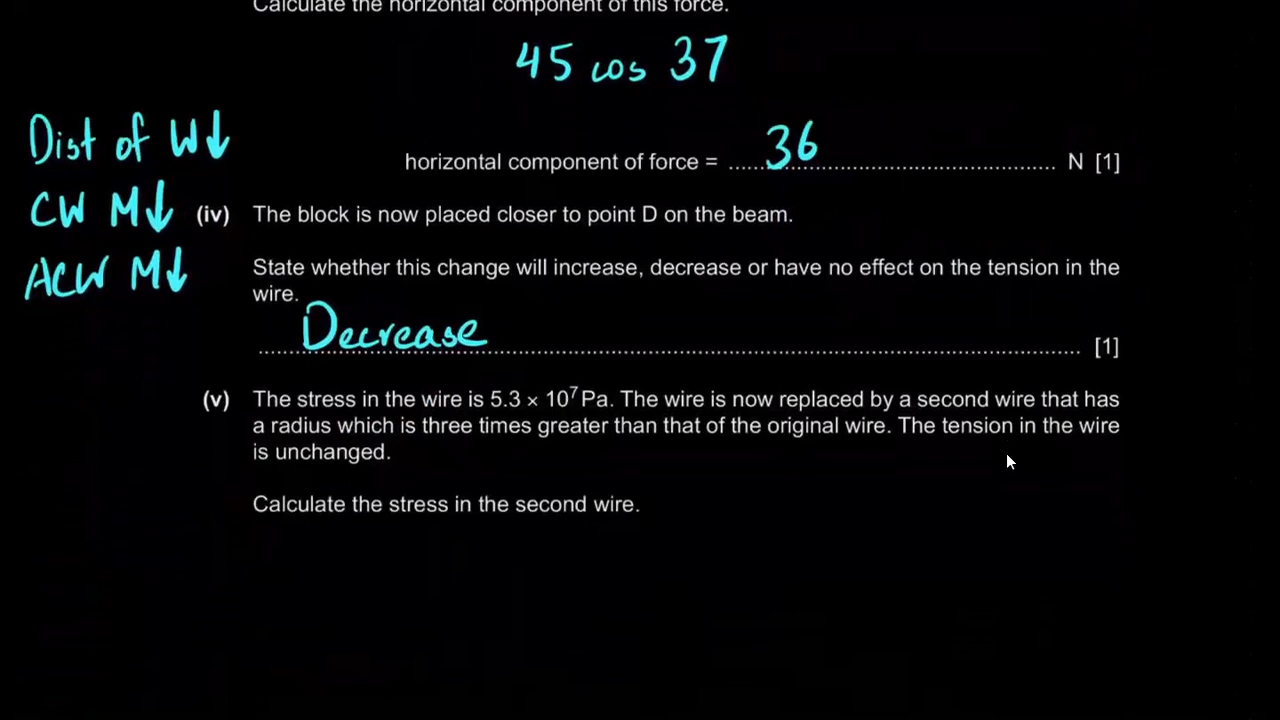 Calculate the horizontal component of this force.
45 cos 37
Dist of W↓
horizontal component of force = 36 N [1]
CW M↓
(iv) The block is now placed closer to point D on the beam.
ACW M↓
State whether this change will increase, decrease or have no effect on the tension in the
wire.
Decrease
[1]
(v) The stress in the wire is 5.3 × 10⁷ Pa. The wire is now replaced by a second wire that has
a radius which is three times greater than that of the original wire. The tension in the wire
is unchanged.
Calculate the stress in the second wire.